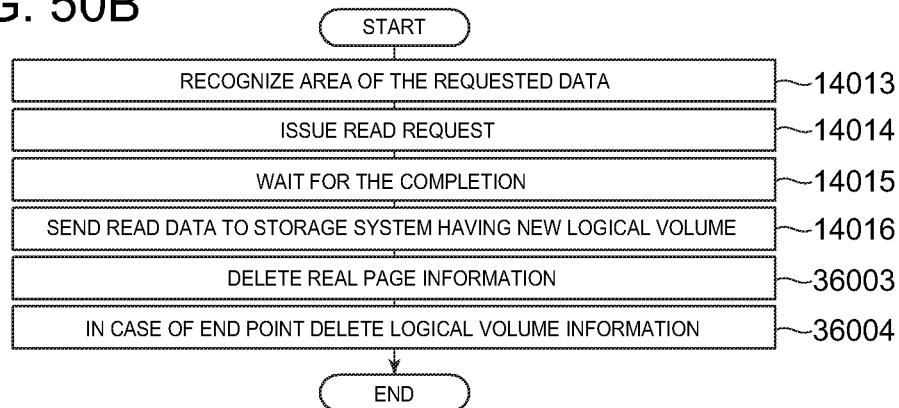 G. 50B
START
RECOGNIZE AREA OF THE REQUESTED DATA 14013
ISSUE READ REQUEST 14014
WAIT FOR THE COMPLETION 14015
SEND READ DATA TO STORAGE SYSTEM HAVING NEW LOGICAL VOLUME 14016
DELETE REAL PAGE INFORMATION 36003
IN CASE OF END POINT DELETE LOGICAL VOLUME INFORMATION 36004
END